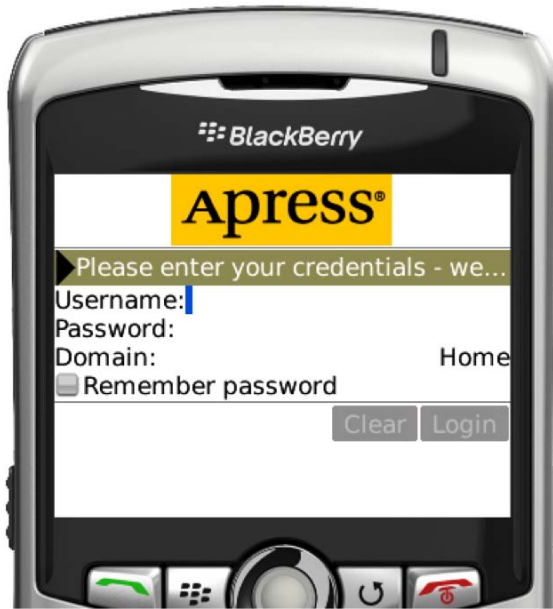 BlackBerry
Apress®
Please enter your credentials - we...
Username:
Password:
Domain: Home
Remember password
Clear Login